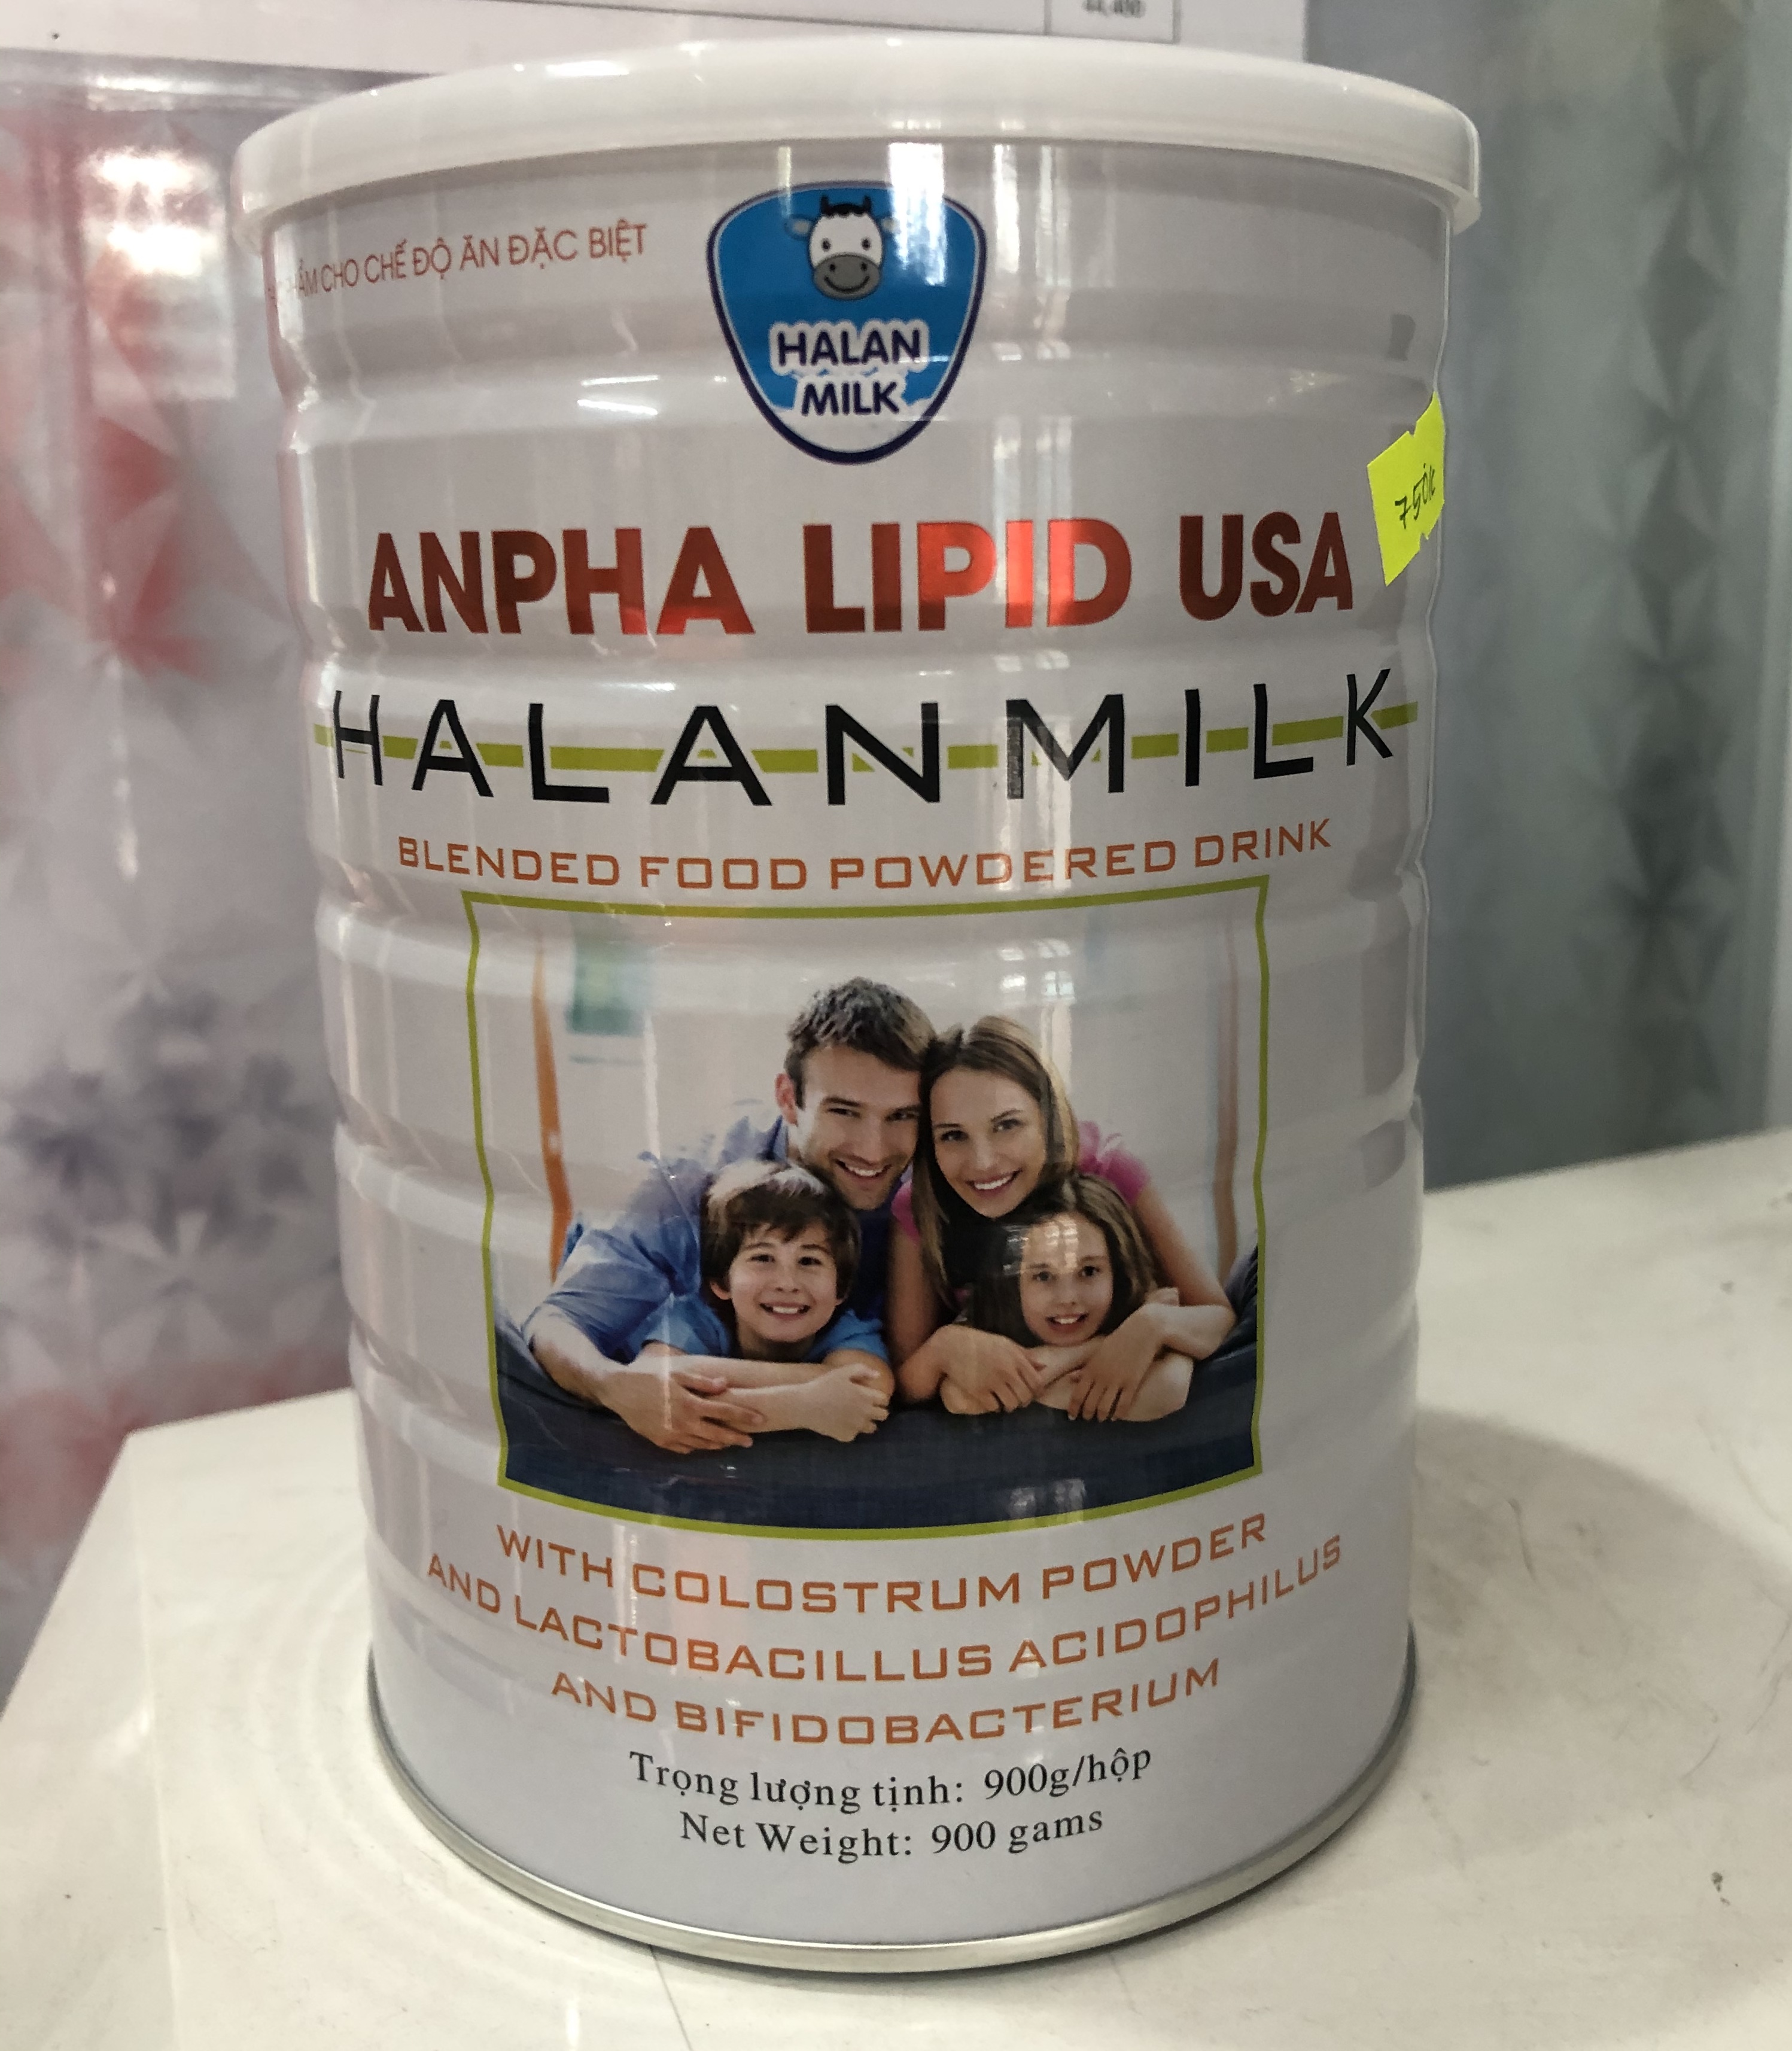 CHO CHẾ ĐỘ ĂN ĐẶC BIỆT
HALAN
MILK
750k
ANPHA LIPID USA
HALANMILK
BLENDED FOOD POWDERED DRINK
WITH COLOSTRUM POWDER
AND LACTOBACILLUS ACIDOPHILUS
AND BIFIDOBACTERIUM
Trọng lượng tịnh: 900g/hộp
Net Weight: 900 gams